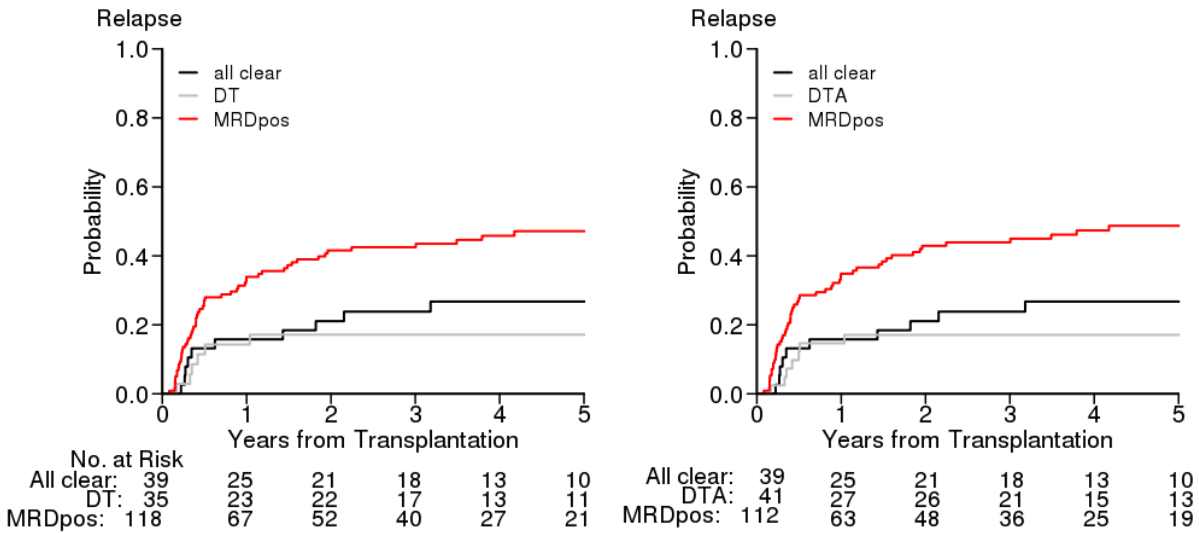 Relapse
1.0
0.8
0.6
0.4
0.2
0.0
Probability
all clear
DT
MRDpos
0 1 2 3 4 5
Years from Transplantation
No. at Risk
All clear: 39 25 21 18 13 10
DT: 35 23 22 17 13 11
MRDpos: 118 67 52 40 27 21
Relapse
1.0
0.8
0.6
0.4
0.2
0.0
Probability
all clear
DTA
MRDpos
0 1 2 3 4 5
Years from Transplantation
All clear: 39 25 21 18 13 10
DTA: 41 27 26 21 15 13
MRDpos: 112 63 48 36 25 19